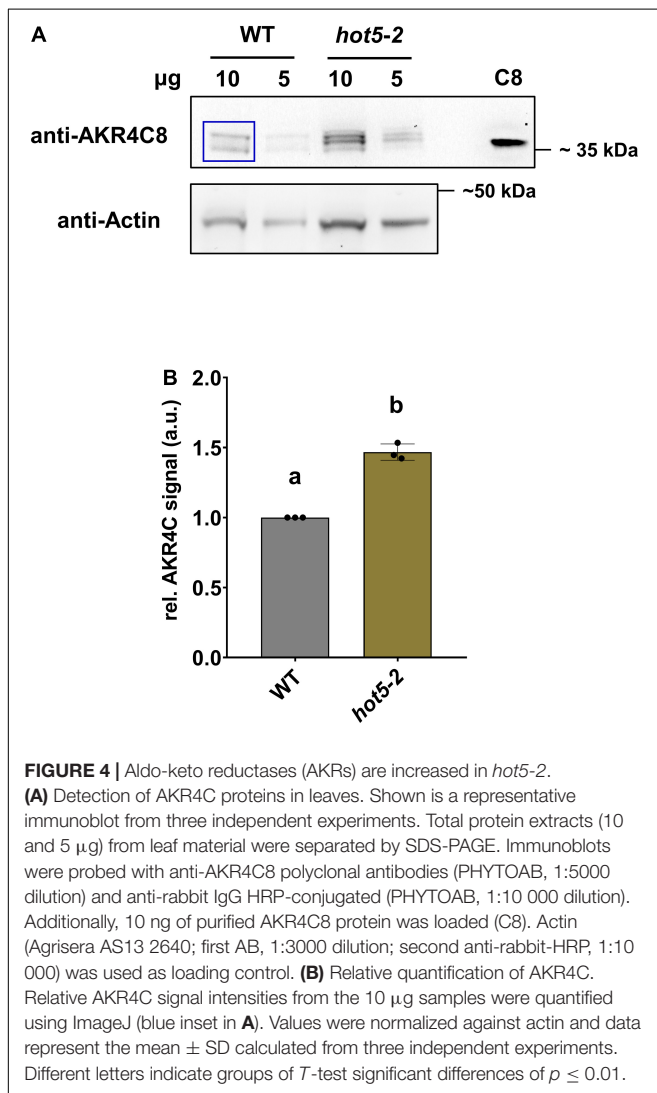 A
WT hot5-2
µg 10 5 10 5 C8
anti-AKR4C8
~ 35 kDa
~50 kDa
anti-Actin
B
rel. AKR4C signal (a.u.)
2.0
1.5
1.0
0.5
0.0
a
b
WT
hot5-2
FIGURE 4 | Aldo-keto reductases (AKRs) are increased in hot5-2.
(A) Detection of AKR4C proteins in leaves. Shown is a representative
immunoblot from three independent experiments. Total protein extracts (10
and 5 µg) from leaf material were separated by SDS-PAGE. Immunoblots
were probed with anti-AKR4C8 polyclonal antibodies (PHYTOAB, 1:5000
dilution) and anti-rabbit IgG HRP-conjugated (PHYTOAB, 1:10 000 dilution).
Additionally, 10 ng of purified AKR4C8 protein was loaded (C8). Actin
(Agrisera AS13 2640; first AB, 1:3000 dilution; second anti-rabbit-HRP, 1:10
000) was used as loading control. (B) Relative quantification of AKR4C.
Relative AKR4C signal intensities from the 10 µg samples were quantified
using ImageJ (blue inset in A). Values were normalized against actin and data
represent the mean ± SD calculated from three independent experiments.
Different letters indicate groups of T-test significant differences of p ≤ 0.01.